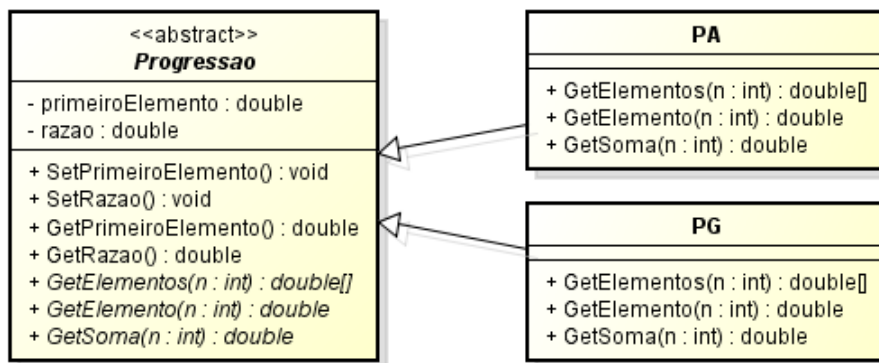 <<abstract>>
Progressao
- primeiroElemento : double
- razao : double
+ SetPrimeiroElemento() : void
+ SetRazao() : void
+ GetPrimeiroElemento() : double
+ GetRazao() : double
+ GetElementos(n : int) : double[]
+ GetElemento(n : int) : double
+ GetSoma(n : int) : double
PA
+ GetElementos(n : int) : double[]
+ GetElemento(n : int) : double
+ GetSoma(n : int) : double
PG
+ GetElementos(n : int) : double[]
+ GetElemento(n : int) : double
+ GetSoma(n : int) : double